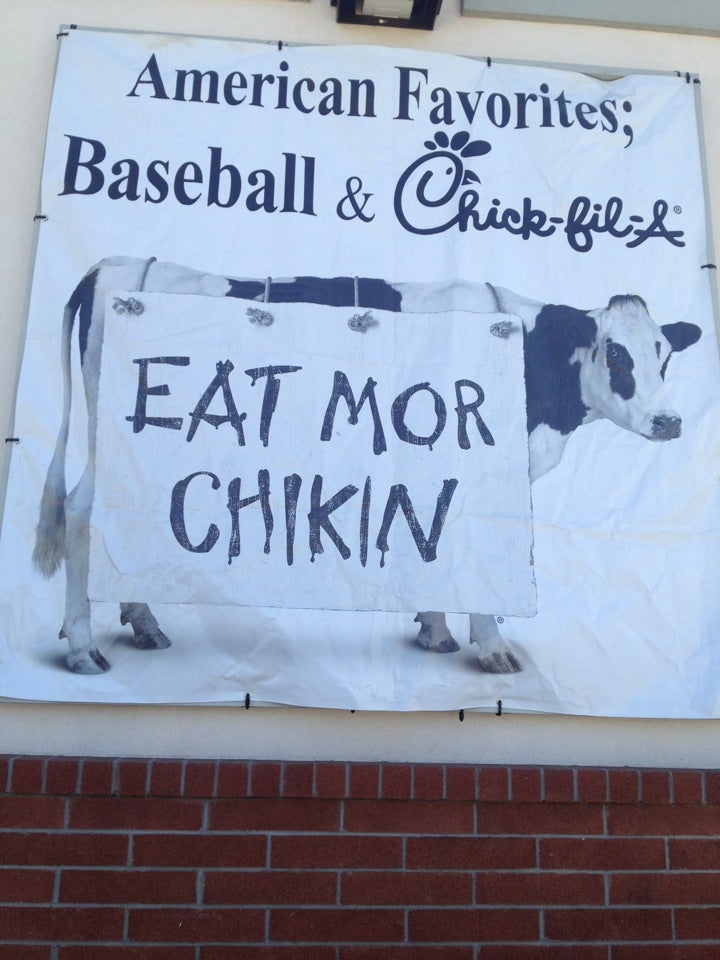 American Favorites;
Baseball & Chick-fil-A®
EAT MOR
CHIKIN
®